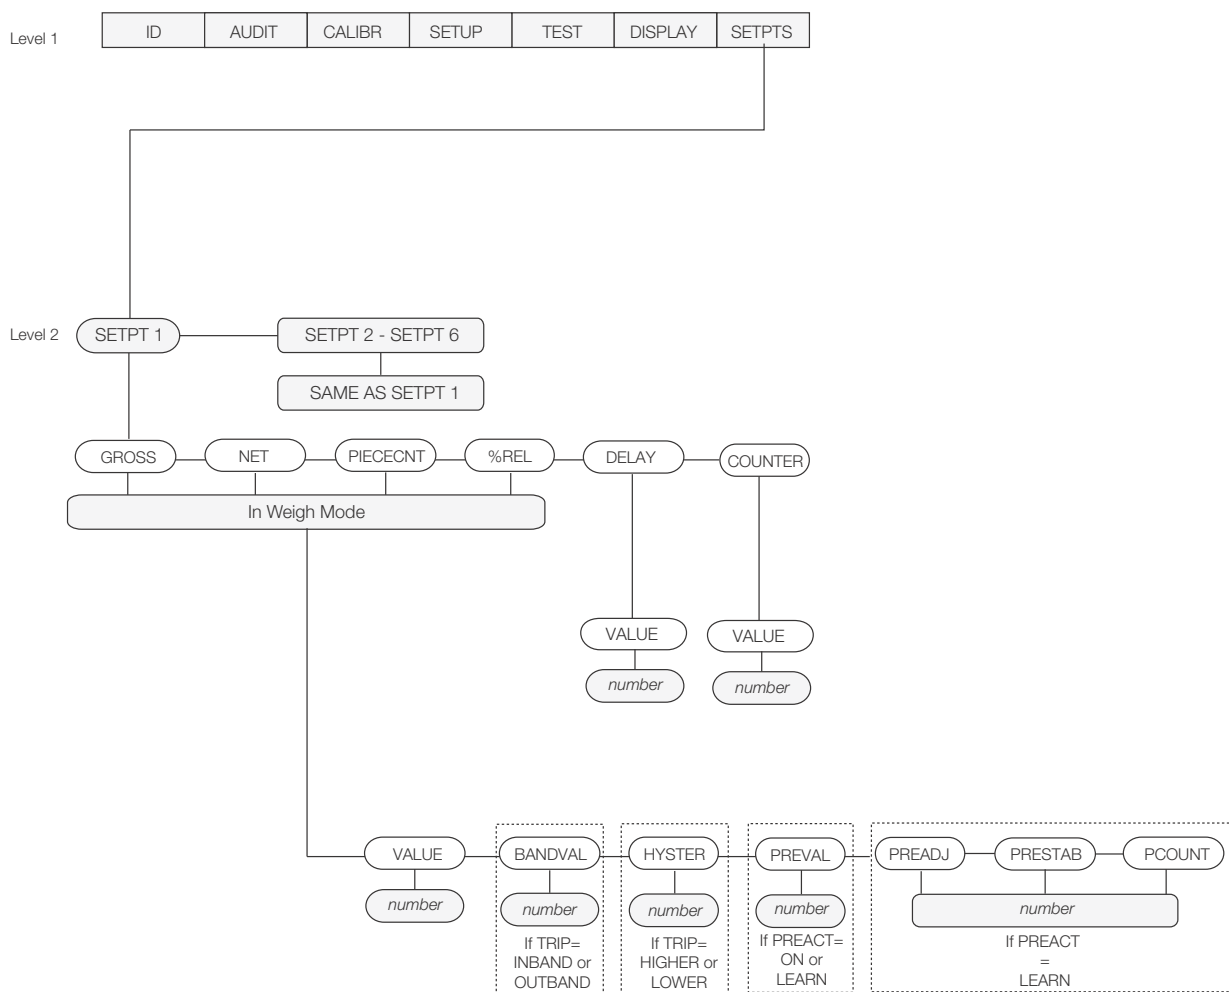 Level 1
ID AUDIT CALIBR SETUP TEST DISPLAY SETPTS
Level 2
SETPT 1 SETPT 2 - SETPT 6
SAME AS SETPT 1
GROSS NET PIECECNT %REL DELAY COUNTER
In Weigh Mode
VALUE VALUE
number number
VALUE BANDVAL HYSTER PREVAL PREADJ PRESTAB PCOUNT
number number number number number
If TRIP=
INBAND or
OUTBAND
If TRIP=
HIGHER or
LOWER
If PREACT=
ON or
LEARN
If PREACT
=
LEARN